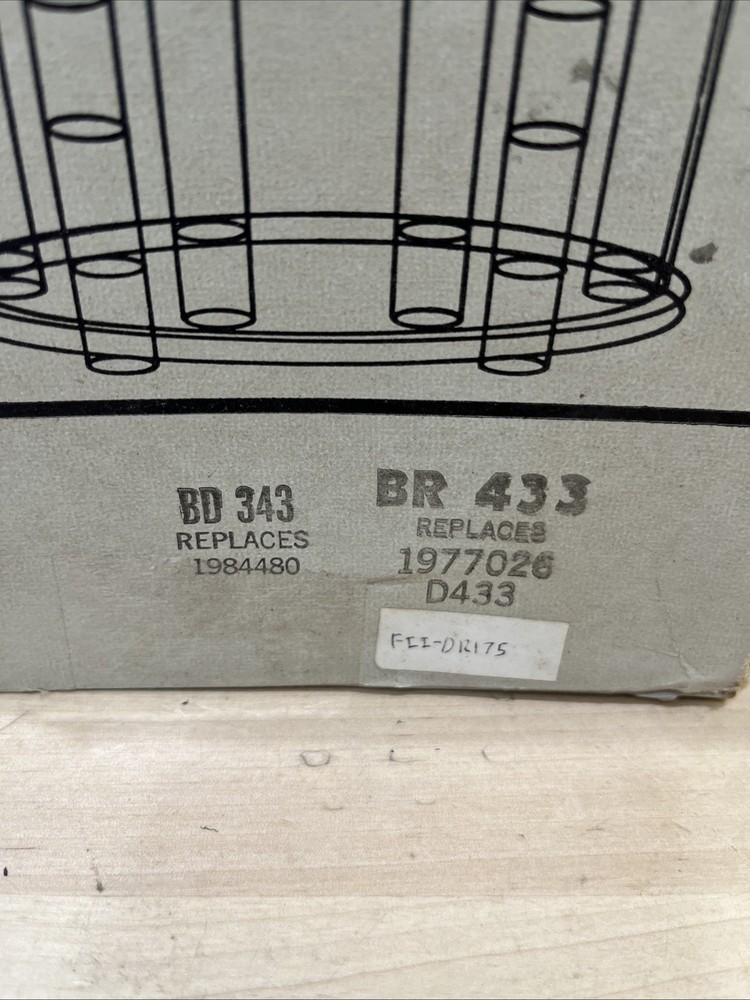 BD 343
REPLACES
1984480
BR 433
REPLACES
1977026
D433
FII-DR175